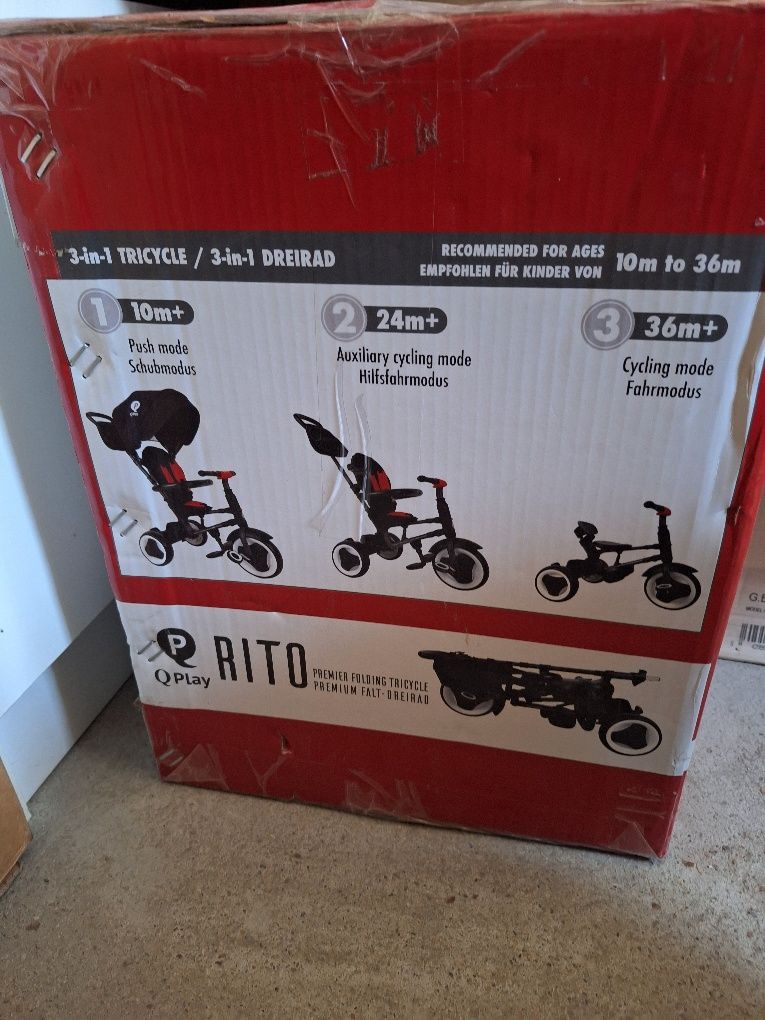 3-in-1 TRICYCLE / 3-in-1 DREIRAD
RECOMMENDED FOR AGES
EMPFOHLEN FÜR KINDER VON
10m to 36m
1 10m+
Push mode
Schubmodus
2 24m+
Auxiliary cycling mode
Hilfsfahrmodus
3 36m+
Cycling mode
Fahrmodus
Q Play
RITO
PREMIER FOLDING TRICYCLE
PREMIUM FALT-DREIRAD